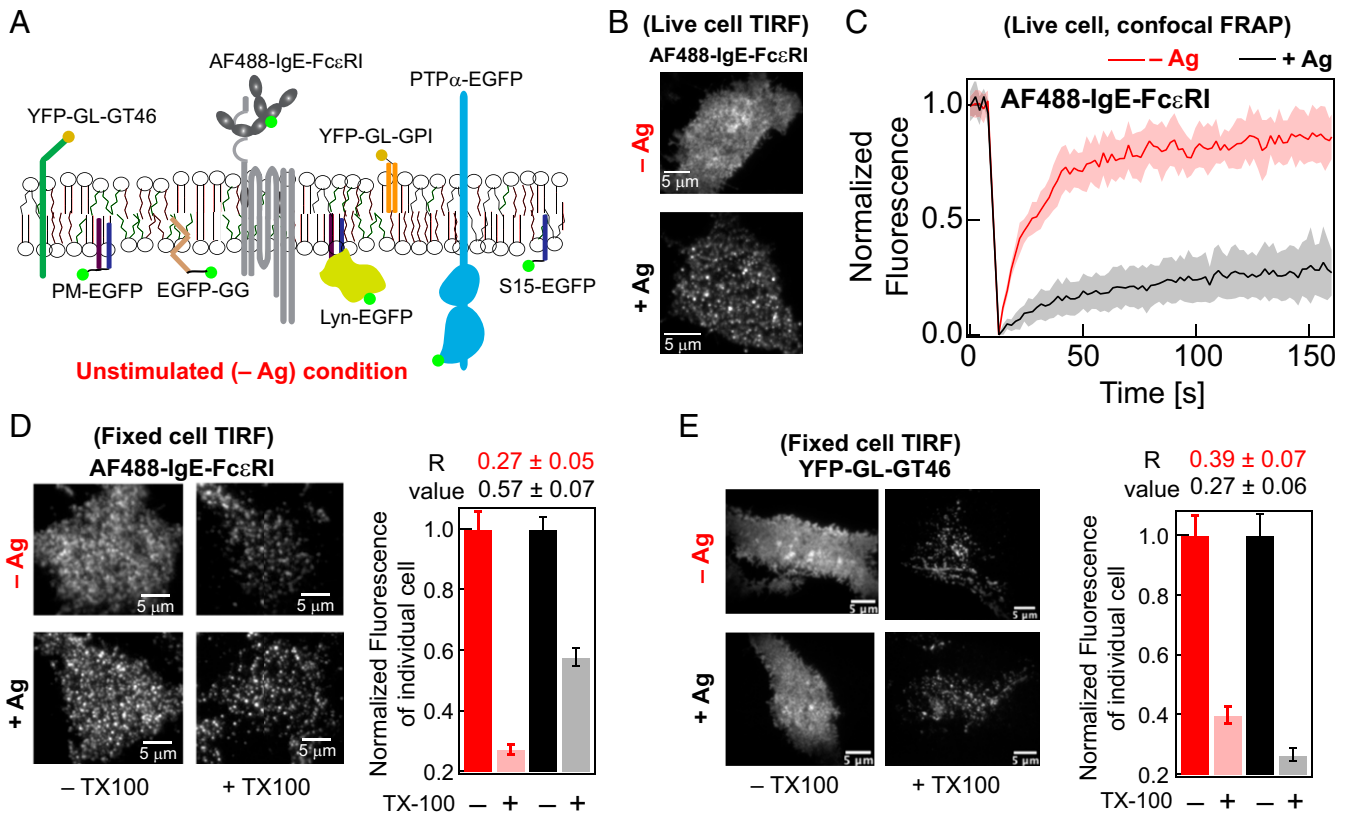 A
AF488-IgE-FcεRI
PTPα-EGFP
YFP-GL-GT46
YFP-GL-GPI
PM-EGFP
EGFP-GG
Lyn-EGFP
S15-EGFP
Unstimulated (– Ag) condition
B
(Live cell TIRF)
AF488-IgE-FcεRI
– Ag
5 μm
+ Ag
5 μm
C
(Live cell, confocal FRAP)
– Ag
+ Ag
AF488-IgE-FcεRI
Normalized
Fluorescence
1.0
0.5
0.0
0
50
100
150
Time [s]
D
(Fixed cell TIRF)
AF488-IgE-FcεRI
– Ag
5 μm
5 μm
+ Ag
5 μm
5 μm
– TX100
+ TX100
R
value
0.27 ± 0.05
0.57 ± 0.07
Normalized Fluorescence
of individual cell
1.0
0.8
0.6
0.4
0.2
TX-100 – + – +
E
(Fixed cell TIRF)
YFP-GL-GT46
– Ag
5 μm
5 μm
+ Ag
5 μm
5 μm
– TX100
+ TX100
R
value
0.39 ± 0.07
0.27 ± 0.06
Normalized Fluorescence
of individual cell
1.0
0.8
0.6
0.4
0.2
TX-100 – + – +